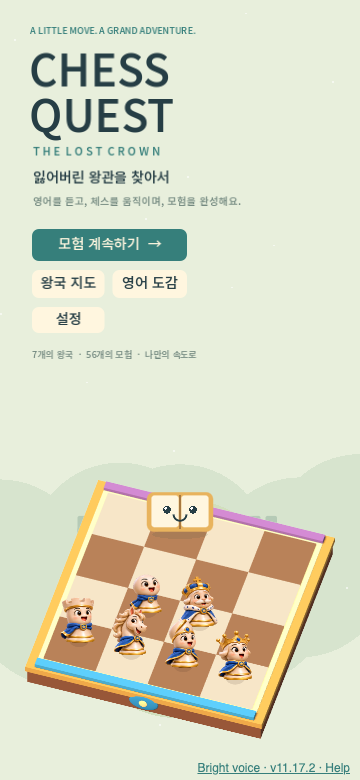 A LITTLE MOVE. A GRAND ADVENTURE.
CHESS
QUEST
THE LOST CROWN
잃어버린 왕관을 찾아서
영어를 듣고, 체스를 움직이며, 모험을 완성해요.
모험 계속하기 →
왕국 지도
영어 도감
설정
7개의 왕국 · 56개의 모험 · 나만의 속도로
Bright voice · v11.17.2 · Help